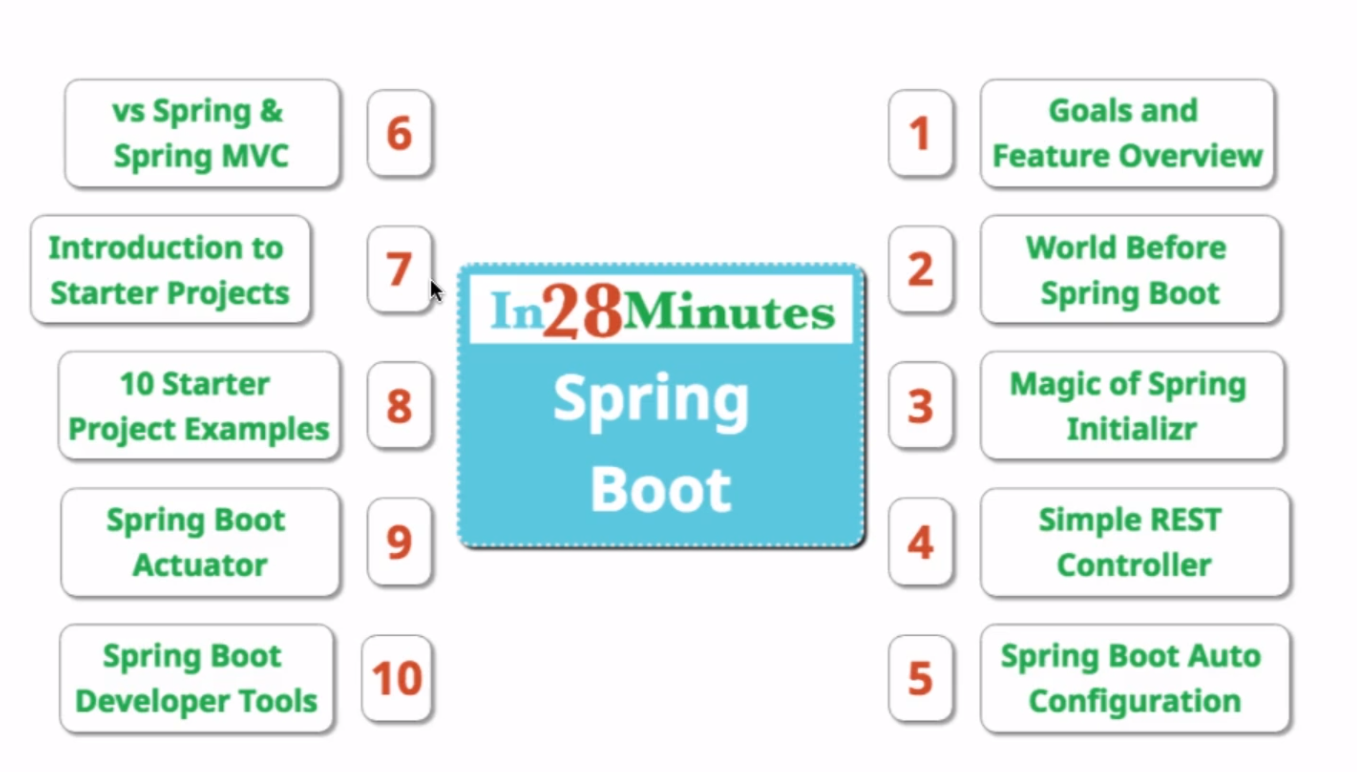 In28Minutes
Spring
Boot
1
Goals and
Feature Overview
2
World Before
Spring Boot
3
Magic of Spring
Initializr
4
Simple REST
Controller
5
Spring Boot Auto
Configuration
6
vs Spring &
Spring MVC
7
Introduction to
Starter Projects
8
10 Starter
Project Examples
9
Spring Boot
Actuator
10
Spring Boot
Developer Tools